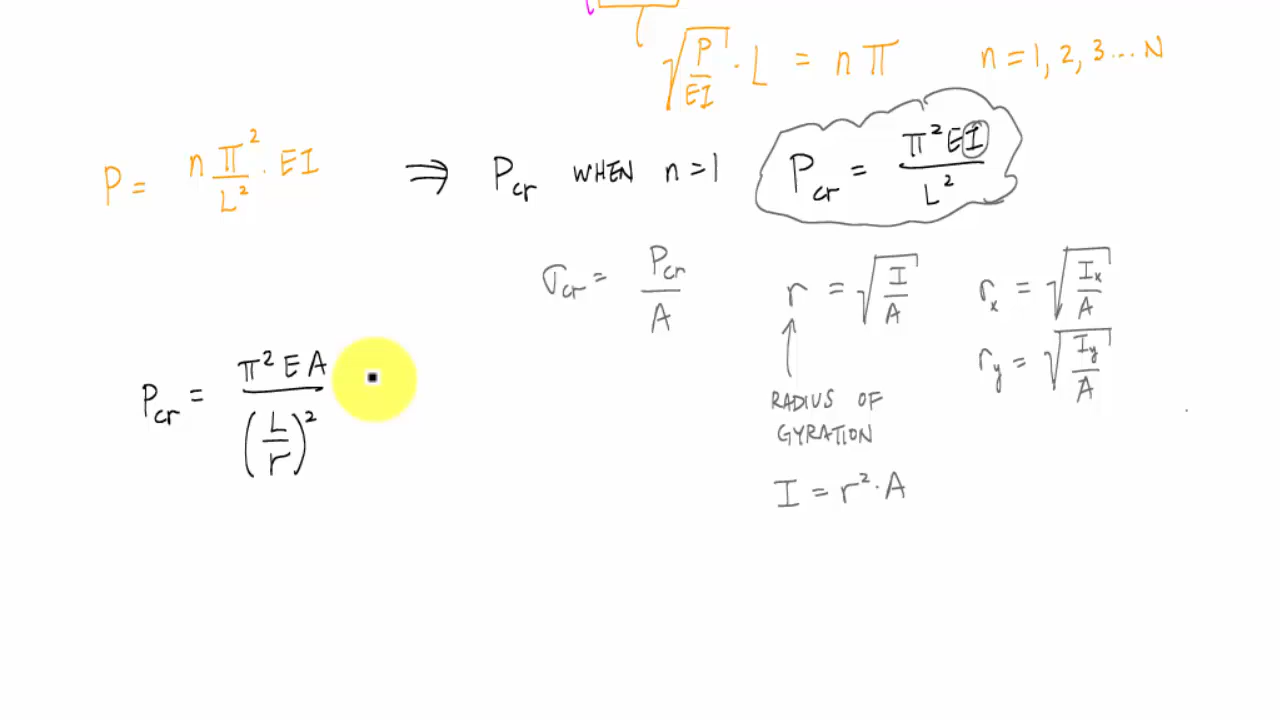 √(P/EI) · L = nπ n = 1, 2, 3 ... N
P = nπ²/L² · EI ⇒ Pcr WHEN n=1 Pcr = π²EI/L²
σcr = Pcr/A r = √(I/A) rx = √(Ix/A)
ry = √(Iy/A)
Pcr = π²EA/(L/r)²
RADIUS OF
GYRATION
I = r²·A